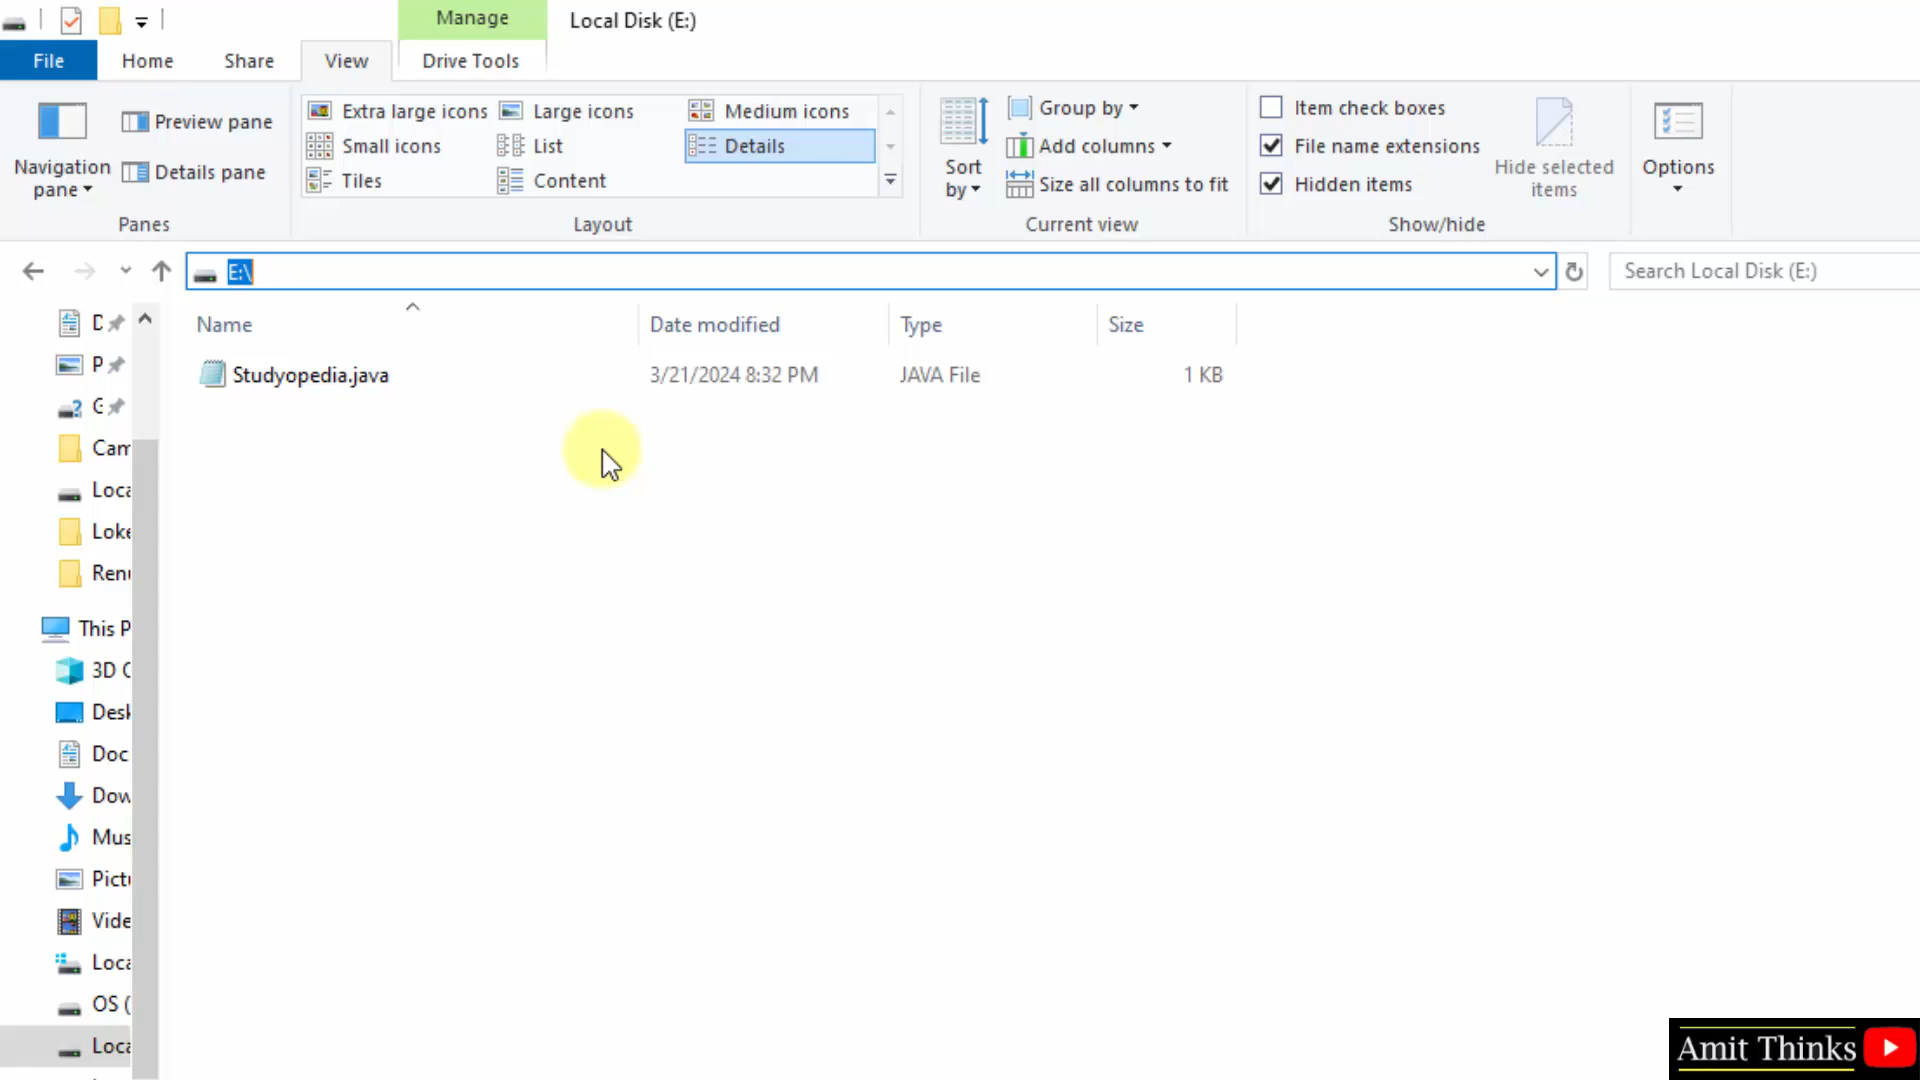 Manage
Local Disk (E:)
File Home Share View Drive Tools
Navigation pane
Preview pane
Details pane
Panes
Extra large icons Large icons Medium icons
Small icons List Details
Tiles Content
Layout
Sort by
Group by
Add columns
Size all columns to fit
Current view
Item check boxes
File name extensions
Hidden items
Hide selected items
Show/hide
Options
E:\
Search Local Disk (E:)
Name Date modified Type Size
Studyopedia.java 3/21/2024 8:32 PM JAVA File 1 KB
D
P
Cam
Loca
Loke
This P
Desk
Doc
Dow
Mus
Pictu
Vide
Loca
OS (
Loca
Amit Thinks